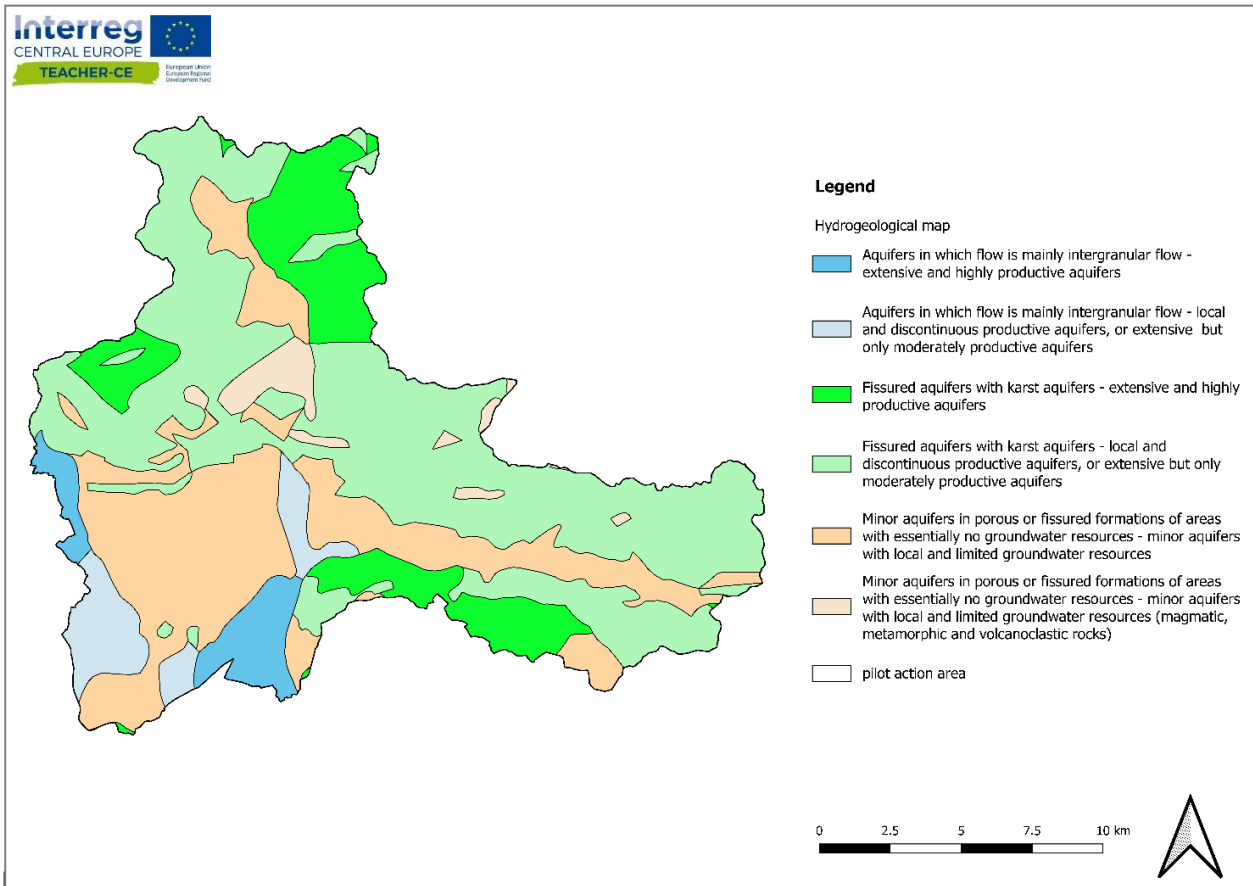 Interreg
CENTRAL EUROPE
TEACHER-CE
European Union
European Regional
Development Fund
Legend
Hydrogeological map
Aquifers in which flow is mainly intergranular flow -
extensive and highly productive aquifers
Aquifers in which flow is mainly intergranular flow - local
and discontinuous productive aquifers, or extensive but
only moderately productive aquifers
Fissured aquifers with karst aquifers - extensive and highly
productive aquifers
Fissured aquifers with karst aquifers - local and
discontinuous productive aquifers, or extensive but only
moderately productive aquifers
Minor aquifers in porous or fissured formations of areas
with essentially no groundwater resources - minor aquifers
with local and limited groundwater resources
Minor aquifers in porous or fissured formations of areas
with essentially no groundwater resources - minor aquifers
with local and limited groundwater resources (magmatic,
metamorphic and volcanoclastic rocks)
pilot action area
0 2.5 5 7.5 10 km